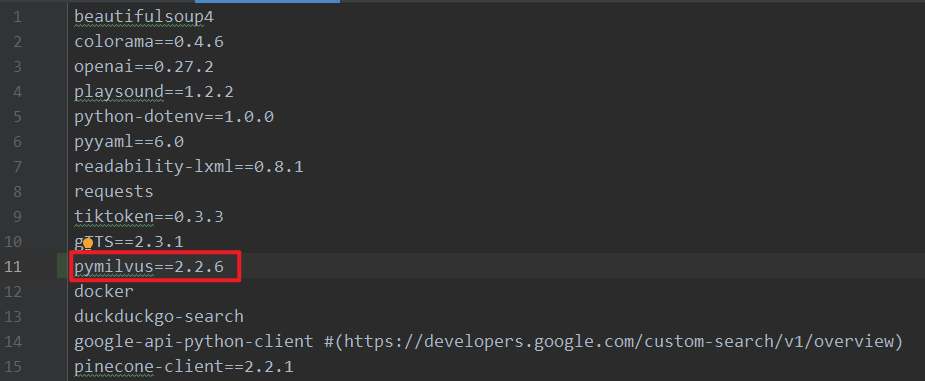 1 beautifulsoup4
2 colorama==0.4.6
3 openai==0.27.2
4 playsound==1.2.2
5 python-dotenv==1.0.0
6 pyyaml==6.0
7 readability-lxml==0.8.1
8 requests
9 tiktoken==0.3.3
10 gTTS==2.3.1
11 pymilvus==2.2.6
12 docker
13 duckduckgo-search
14 google-api-python-client #(https://developers.google.com/custom-search/v1/overview)
15 pinecone-client==2.2.1